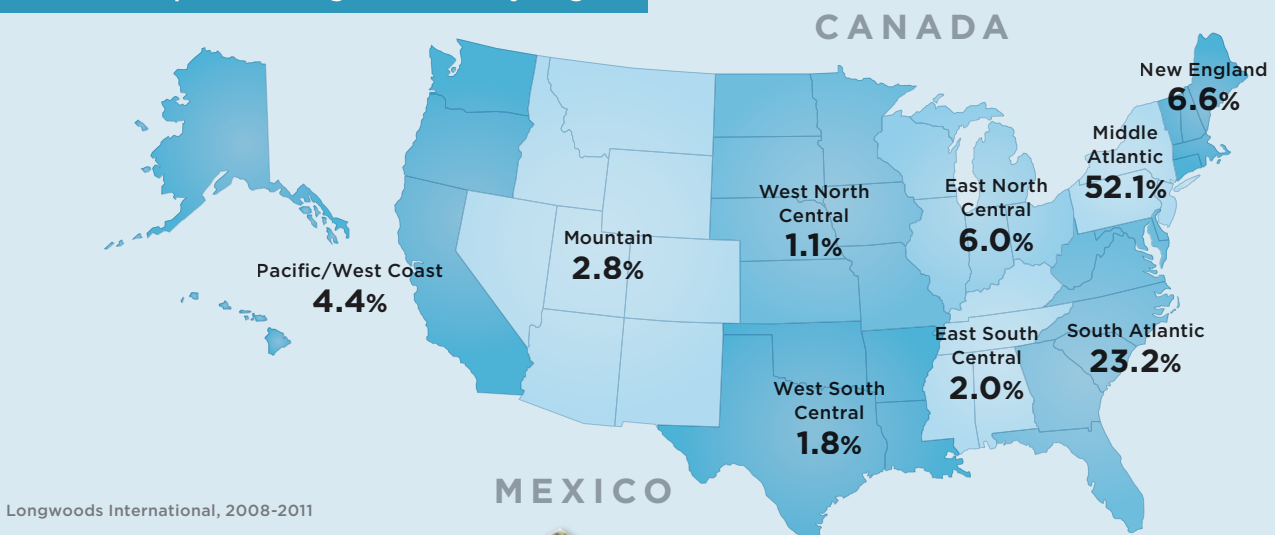 CANADA
New England
6.6%
Middle
Atlantic
52.1%
West North
Central
1.1%
East North
Central
6.0%
Mountain
2.8%
Pacific/West Coast
4.4%
East South
Central
2.0%
South Atlantic
23.2%
West South
Central
1.8%
MEXICO
Longwoods International, 2008-2011